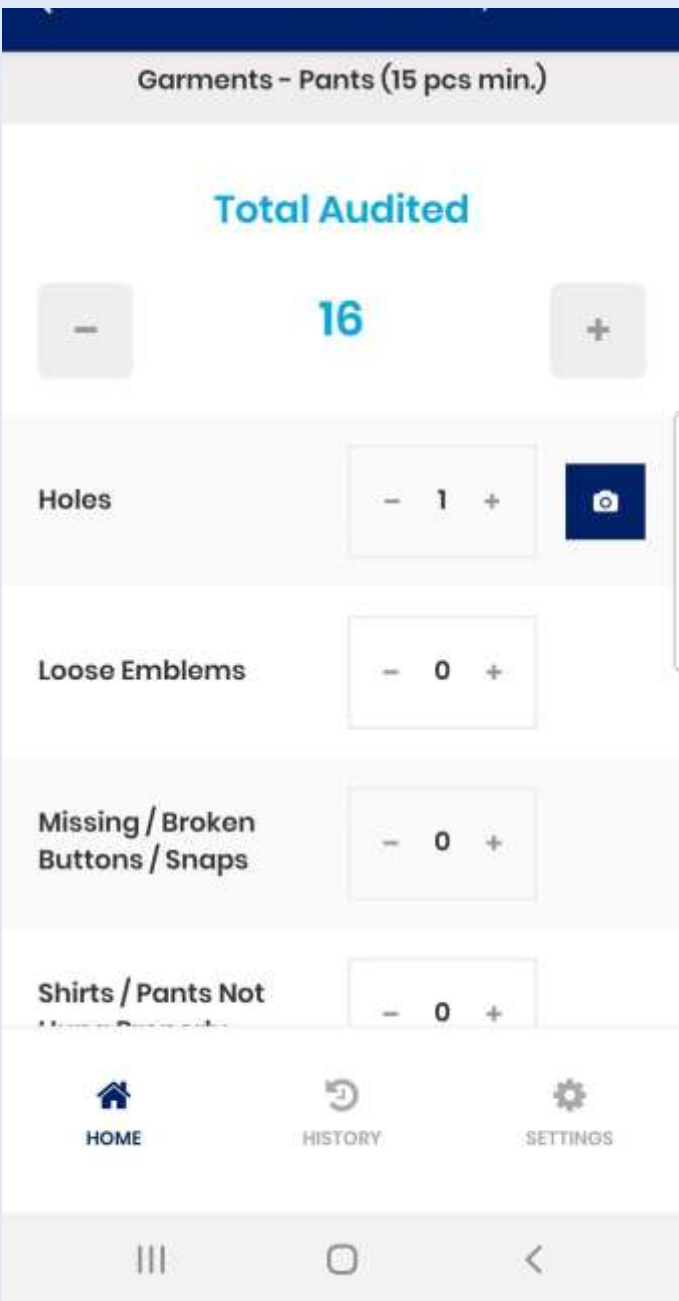 Garments - Pants (15 pcs min.)
Total Audited
- 16 +
Holes - 1 +
Loose Emblems - 0 +
Missing / Broken
Buttons / Snaps - 0 +
Shirts / Pants Not
- 0 +
HOME HISTORY SETTINGS